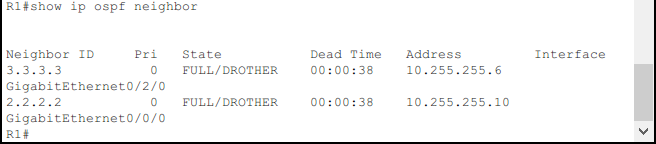 R1#show ip ospf neighbor
Neighbor ID     Pri   State           Dead Time   Address         Interface
3.3.3.3           0   FULL/DROTHER    00:00:38    10.255.255.6
GigabitEthernet0/2/0
2.2.2.2           0   FULL/DROTHER    00:00:38    10.255.255.10
GigabitEthernet0/0/0
R1#